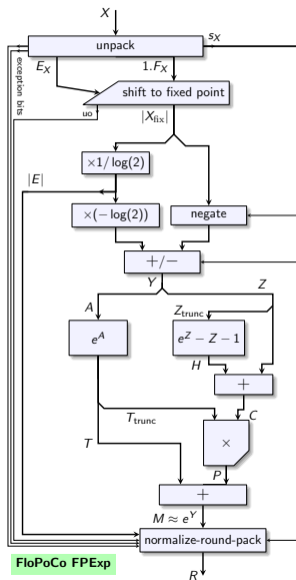 X
unpack
s_X
E_X
1.F_X
exception bits
shift to fixed point
on
|X_fix|
×1/log(2)
|E|
×(−log(2))
negate
+/−
Y
Z
A
Z_trunc
e^A
e^Z − Z − 1
H
+
T_trunc
C
T
×
P
+
M ≈ e^Y
normalize-round-pack
FloPoCo FPExp
R